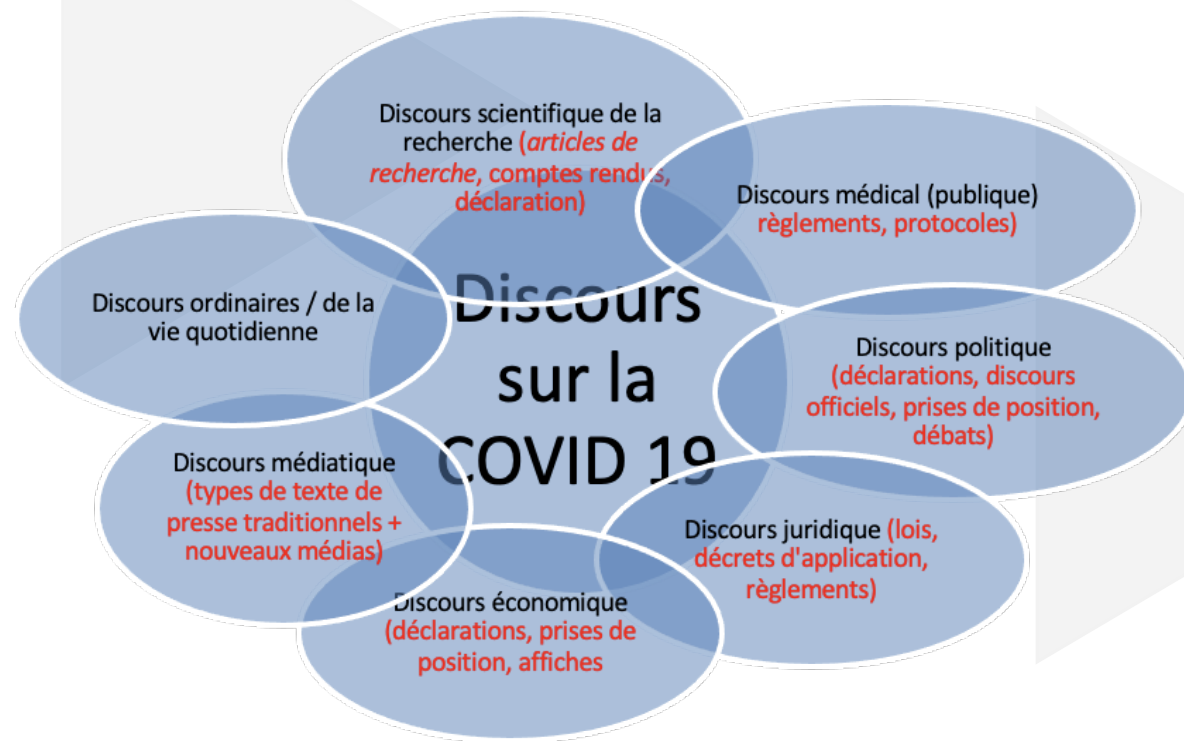 Discours scientifique de la
recherche (articles de
recherche, comptes rendus,
déclaration)
Discours médical (publique)
règlements, protocoles)
Discours ordinaires / de la
vie quotidienne
Discours
sur la
COVID 19
Discours politique
(déclarations, discours
officiels, prises de position,
débats)
Discours médiatique
(types de texte de
presse traditionnels +
nouveaux médias)
Discours juridique (lois,
décrets d'application,
règlements)
Discours économique
(déclarations, prises de
position, affiches